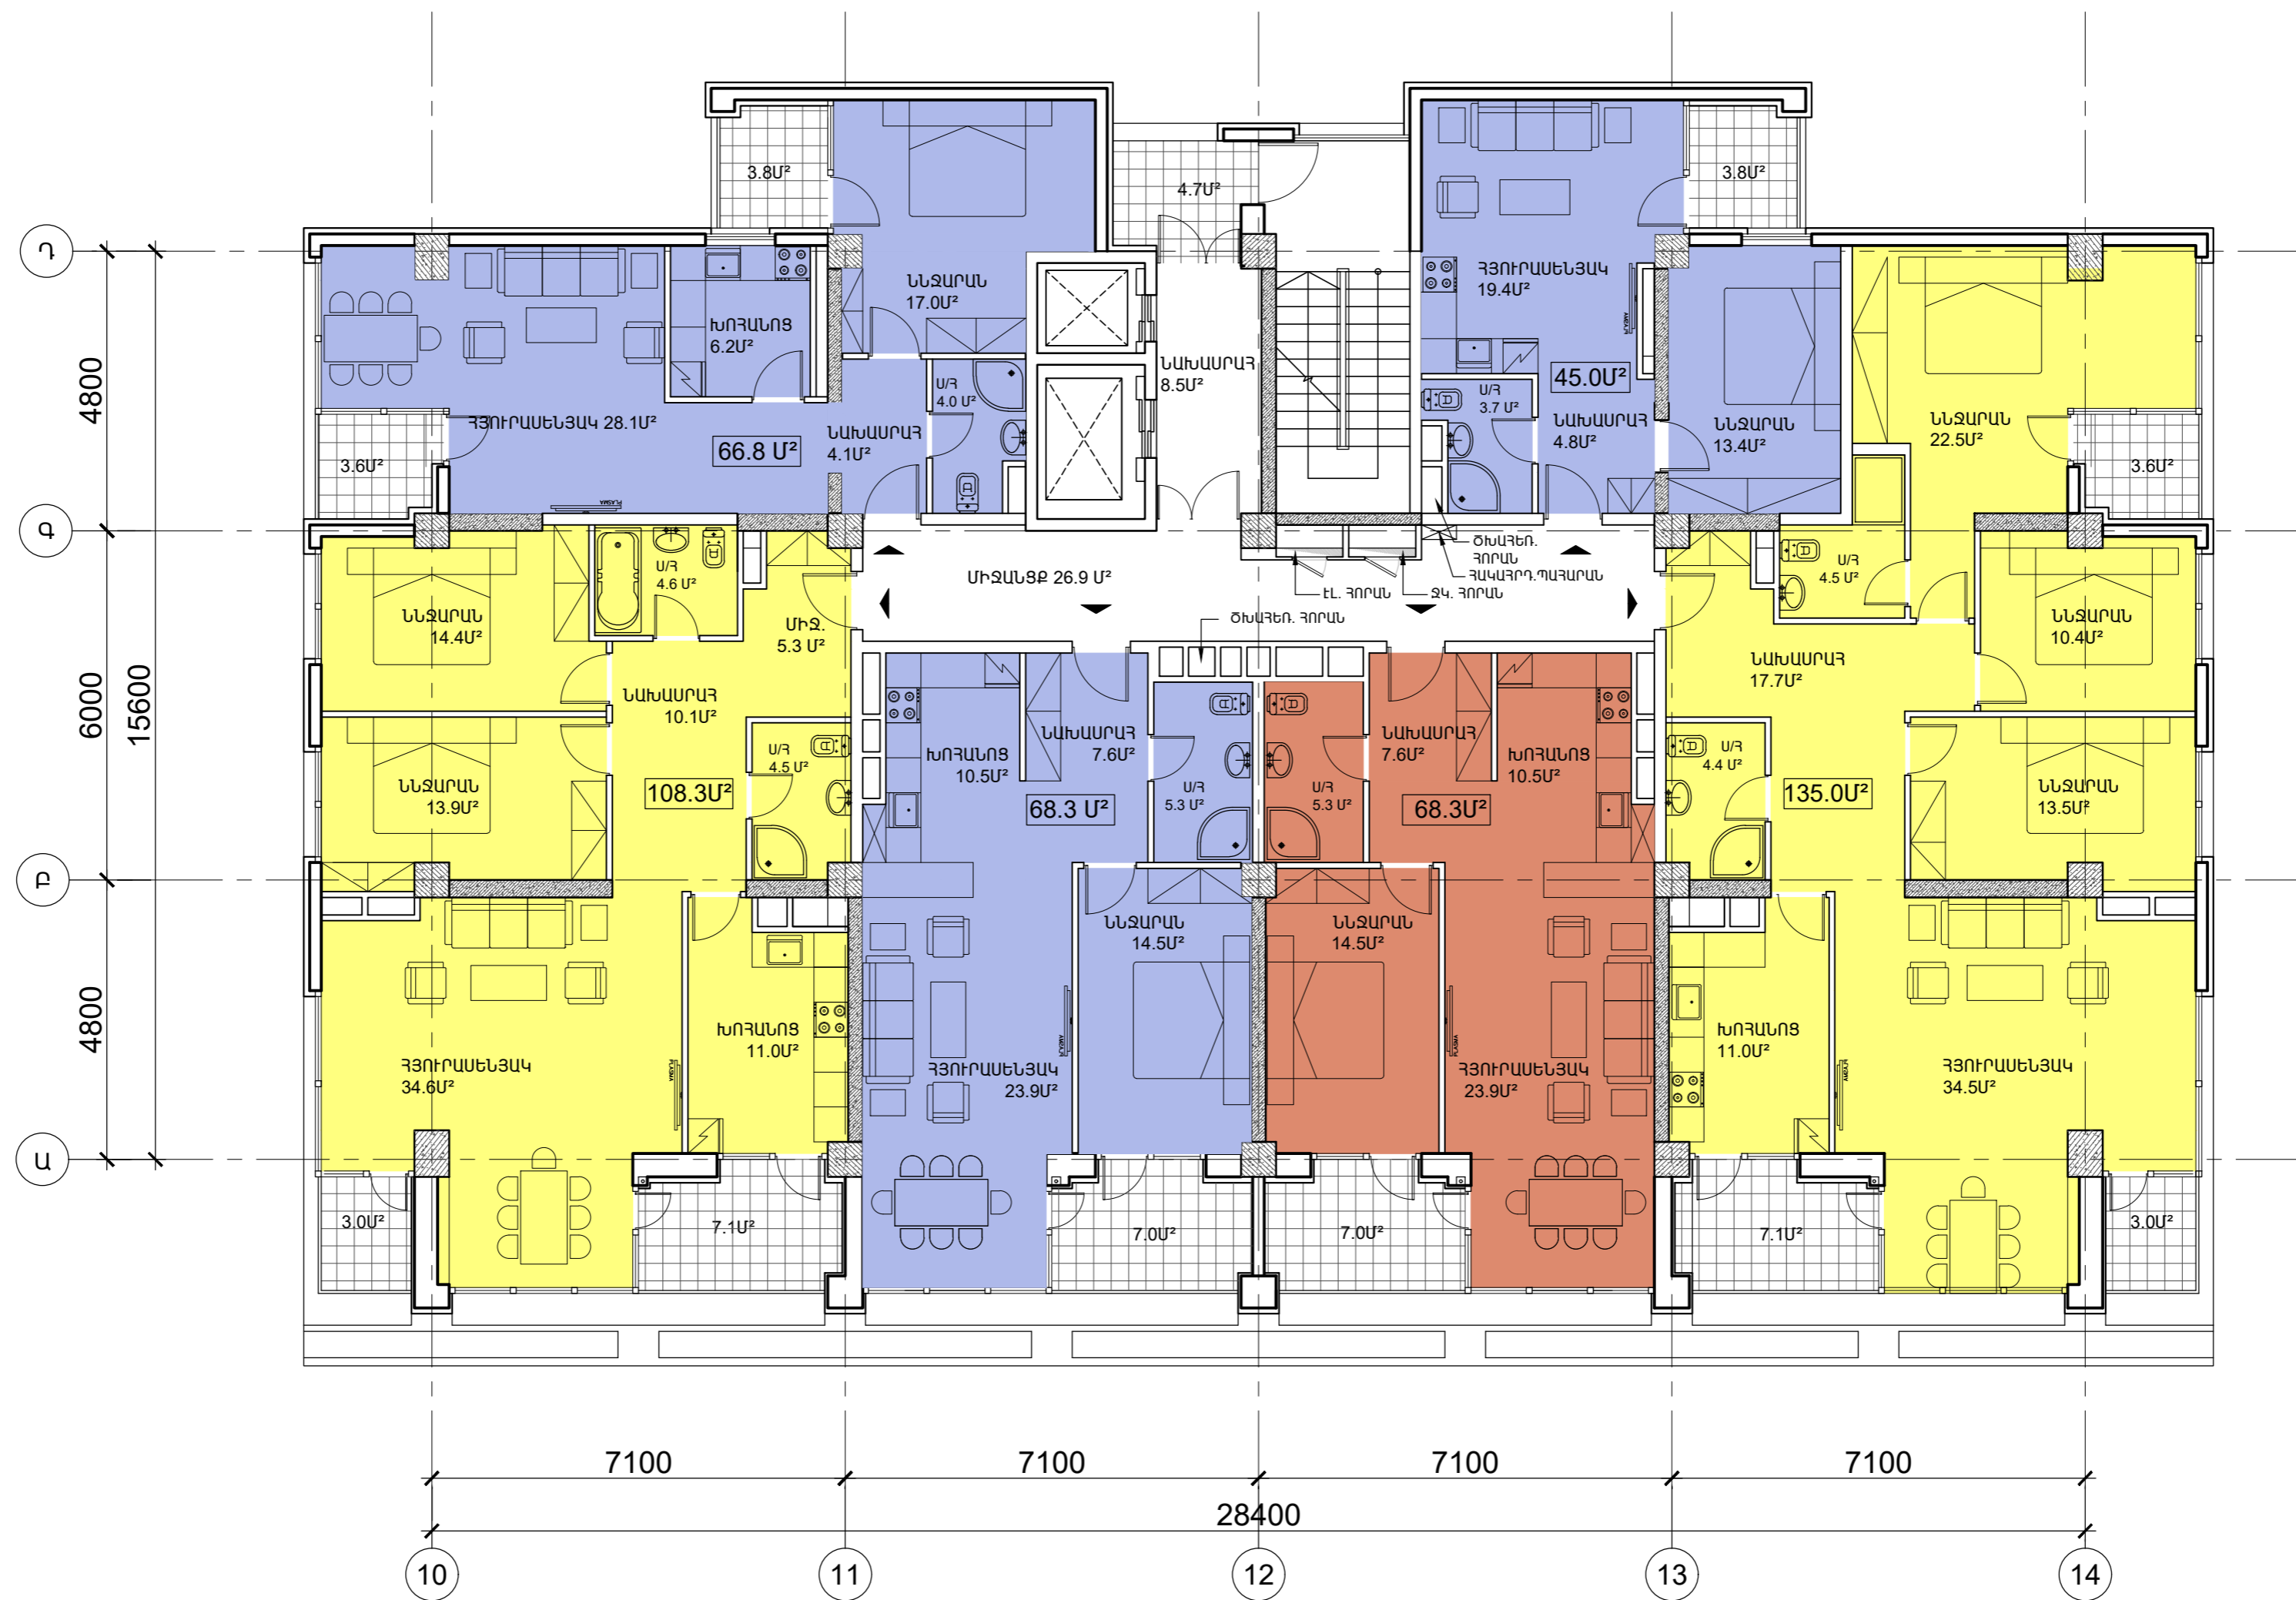 3.8Մ²
4.7Մ²
3.8Մ²
Դ
ՆՆՋԱՐԱՆ
17.0Մ²
ՀՅՈՒՐԱՍԵՆՅԱԿ
19.4Մ²
ԽՈՀԱՆՈՑ
6.2Մ²
ՆԱԽԱՍՐԱՀ
8.5Մ²
Ս/Հ
4.0 Մ²
45.0Մ²
Ս/Հ
3.7 Մ²
ՀՅՈՒՐԱՍԵՆՅԱԿ 28.1Մ²
66.8 Մ²
ՆԱԽԱՍՐԱՀ
4.1Մ²
ՆԱԽԱՍՐԱՀ
4.8Մ²
ՆՆՋԱՐԱՆ
13.4Մ²
ՆՆՋԱՐԱՆ
22.5Մ²
3.6Մ²
3.6Մ²
PLASMA
PLASMA
4800
Գ
ՄԻՋԱՆՑՔ 26.9 Մ²
ԾԽԱՀԵՌ.
ՀՈՐԱՆ
ՀԱԿԱՀՐԴ.ՊԱՀԱՐԱՆ
ԷԼ. ՀՈՐԱՆ
ՋԿ. ՀՈՐԱՆ
ԾԽԱՀԵՌ. ՀՈՐԱՆ
Ս/Հ
4.6 Մ²
Ս/Հ
4.5 Մ²
ՆՆՋԱՐԱՆ
14.4Մ²
ՄԻՋ.
5.3 Մ²
ՆՆՋԱՐԱՆ
10.4Մ²
ՆԱԽԱՍՐԱՀ
10.1Մ²
ՆԱԽԱՍՐԱՀ
17.7Մ²
6000
15600
ԽՈՀԱՆՈՑ
10.5Մ²
ՆԱԽԱՍՐԱՀ
7.6Մ²
ՆԱԽԱՍՐԱՀ
7.6Մ²
ԽՈՀԱՆՈՑ
10.5Մ²
Ս/Հ
4.5 Մ²
Ս/Հ
4.4 Մ²
ՆՆՋԱՐԱՆ
13.9Մ²
108.3Մ²
68.3 Մ²
Ս/Հ
5.3 Մ²
Ս/Հ
5.3 Մ²
68.3Մ²
135.0Մ²
ՆՆՋԱՐԱՆ
13.5Մ²
Բ
ՆՆՋԱՐԱՆ
14.5Մ²
ՆՆՋԱՐԱՆ
14.5Մ²
4800
ԽՈՀԱՆՈՑ
11.0Մ²
ԽՈՀԱՆՈՑ
11.0Մ²
ՀՅՈՒՐԱՍԵՆՅԱԿ
34.6Մ²
PLASMA
ՀՅՈՒՐԱՍԵՆՅԱԿ
23.9Մ²
PLASMA
PLASMA
ՀՅՈՒՐԱՍԵՆՅԱԿ
23.9Մ²
PLASMA
ՀՅՈՒՐԱՍԵՆՅԱԿ
34.5Մ²
Ա
3.0Մ²
7.1Մ²
7.0Մ²
7.0Մ²
7.1Մ²
3.0Մ²
7100
7100
7100
7100
28400
10
11
12
13
14